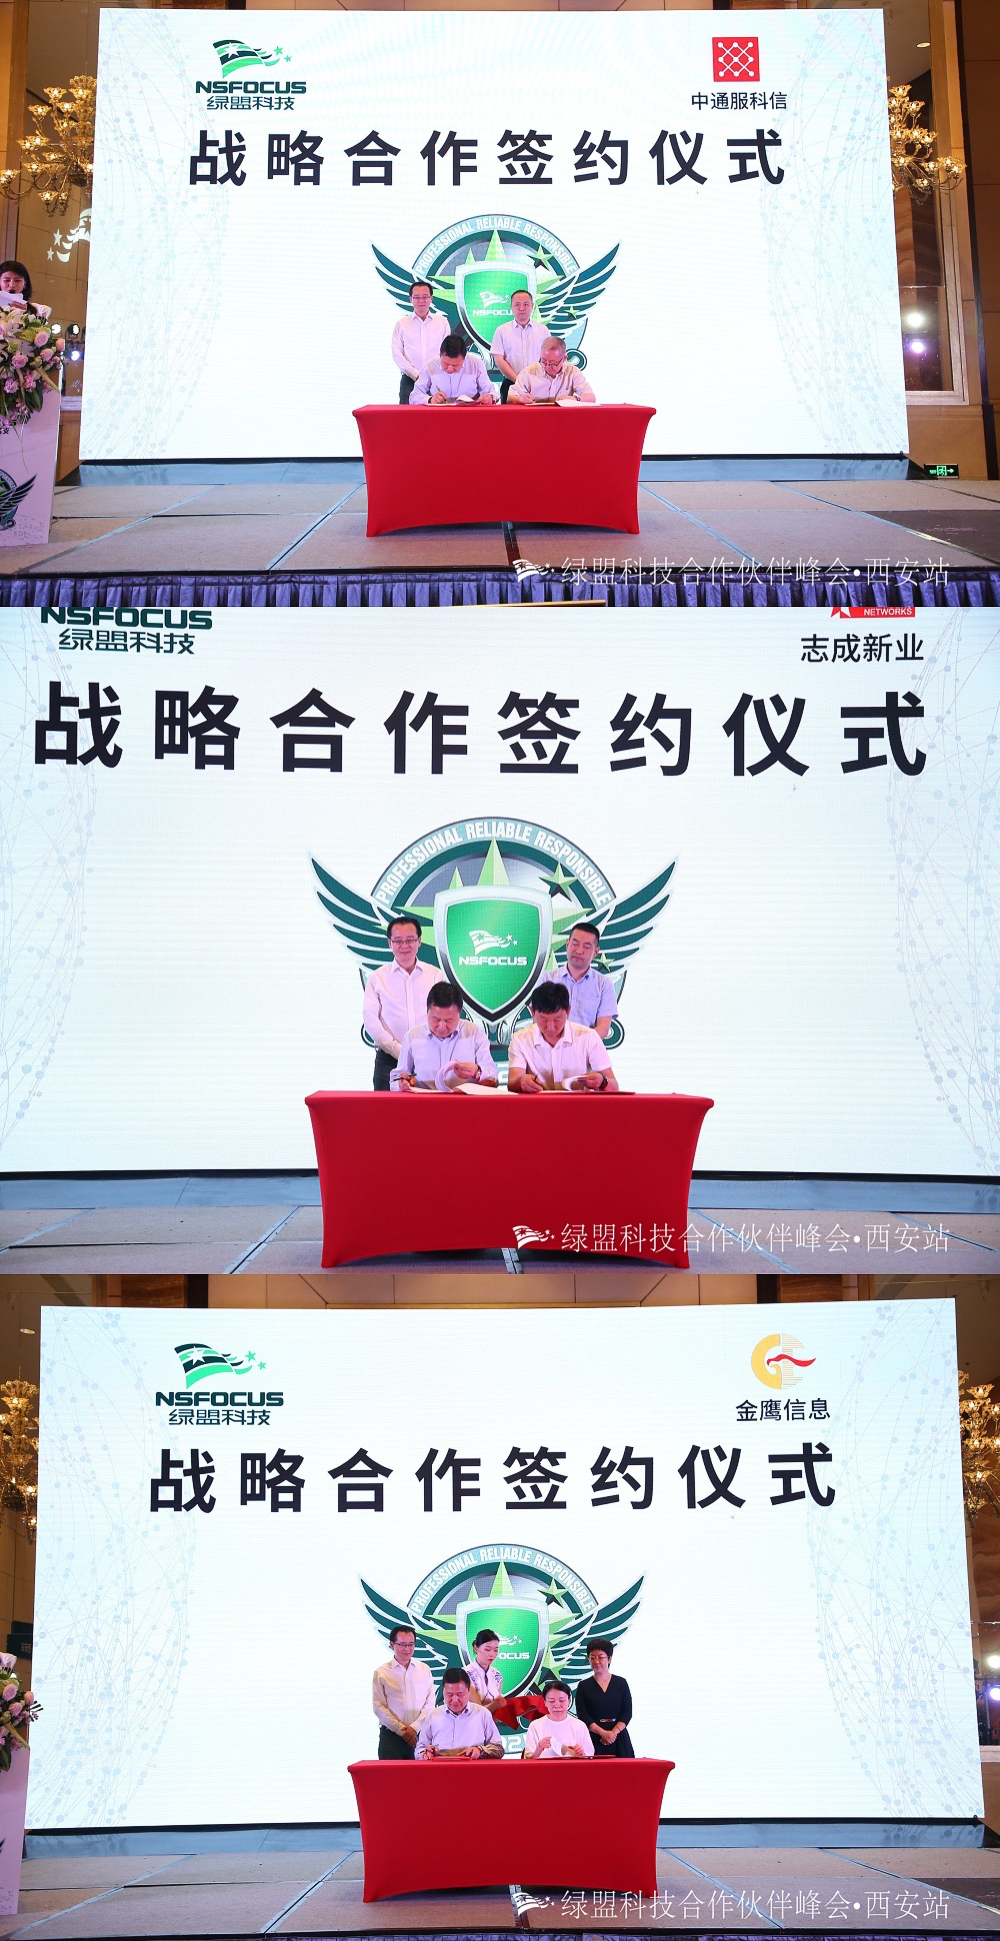 NSFOCUS
绿盟科技
中通服科信
战略合作签约仪式
PROFESSIONAL RELIABLE RESPONSIBLE
绿盟科技合作伙伴峰会•西安站
NSFOCUS
绿盟科技
NETWORKS
志成新业
战略合作签约仪式
PROFESSIONAL RELIABLE RESPONSIBLE
NSFOCUS
绿盟科技合作伙伴峰会•西安站
NSFOCUS
绿盟科技
金鹰信息
战略合作签约仪式
PROFESSIONAL RELIABLE RESPONSIBLE
绿盟科技合作伙伴峰会•西安站